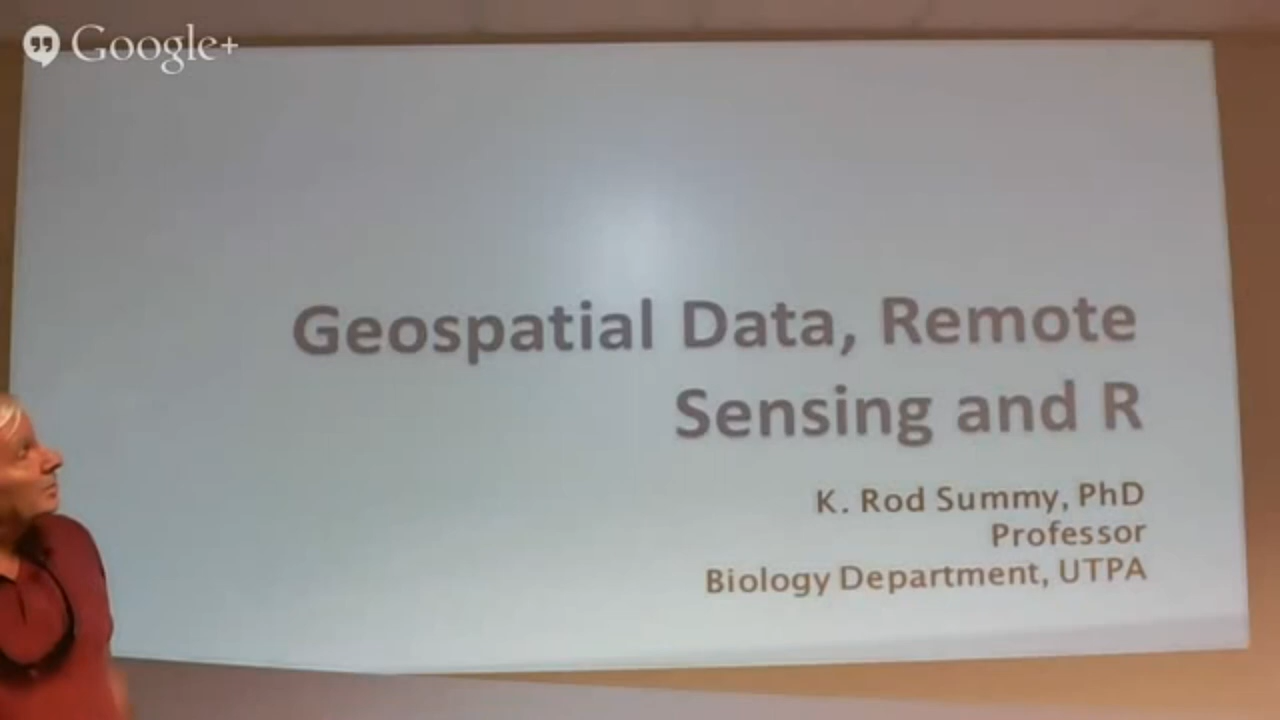 Google+
Geospatial Data, Remote
Sensing and R
K. Rod Summy, PhD
Professor
Biology Department, UTPA